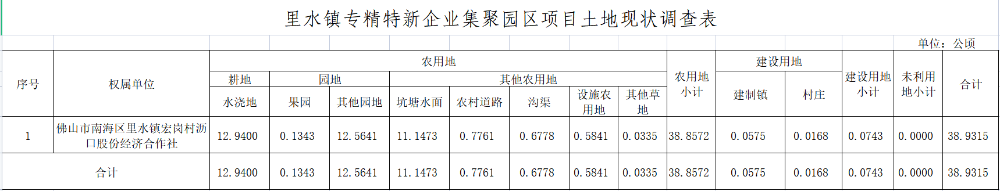 里水镇专精特新企业集聚园区项目土地现状调查表
单位：公顷
序号 权属单位 农用地 农用地小计 建设用地 建设用地小计 未利用地小计 合计
耕地 园地 其他农用地 建制镇 村庄
水浇地 果园 其他园地 坑塘水面 农村道路 沟渠 设施农用地 其他草地
1 佛山市南海区里水镇宏岗村沥口股份经济合作社 12.9400 0.1343 12.5641 11.1473 0.7761 0.6778 0.5841 0.0335 38.8572 0.0575 0.0168 0.0743 0.0000 38.9315
合计 12.9400 0.1343 12.5641 11.1473 0.7761 0.6778 0.5841 0.0335 38.8572 0.0575 0.0168 0.0743 0.0000 38.9315